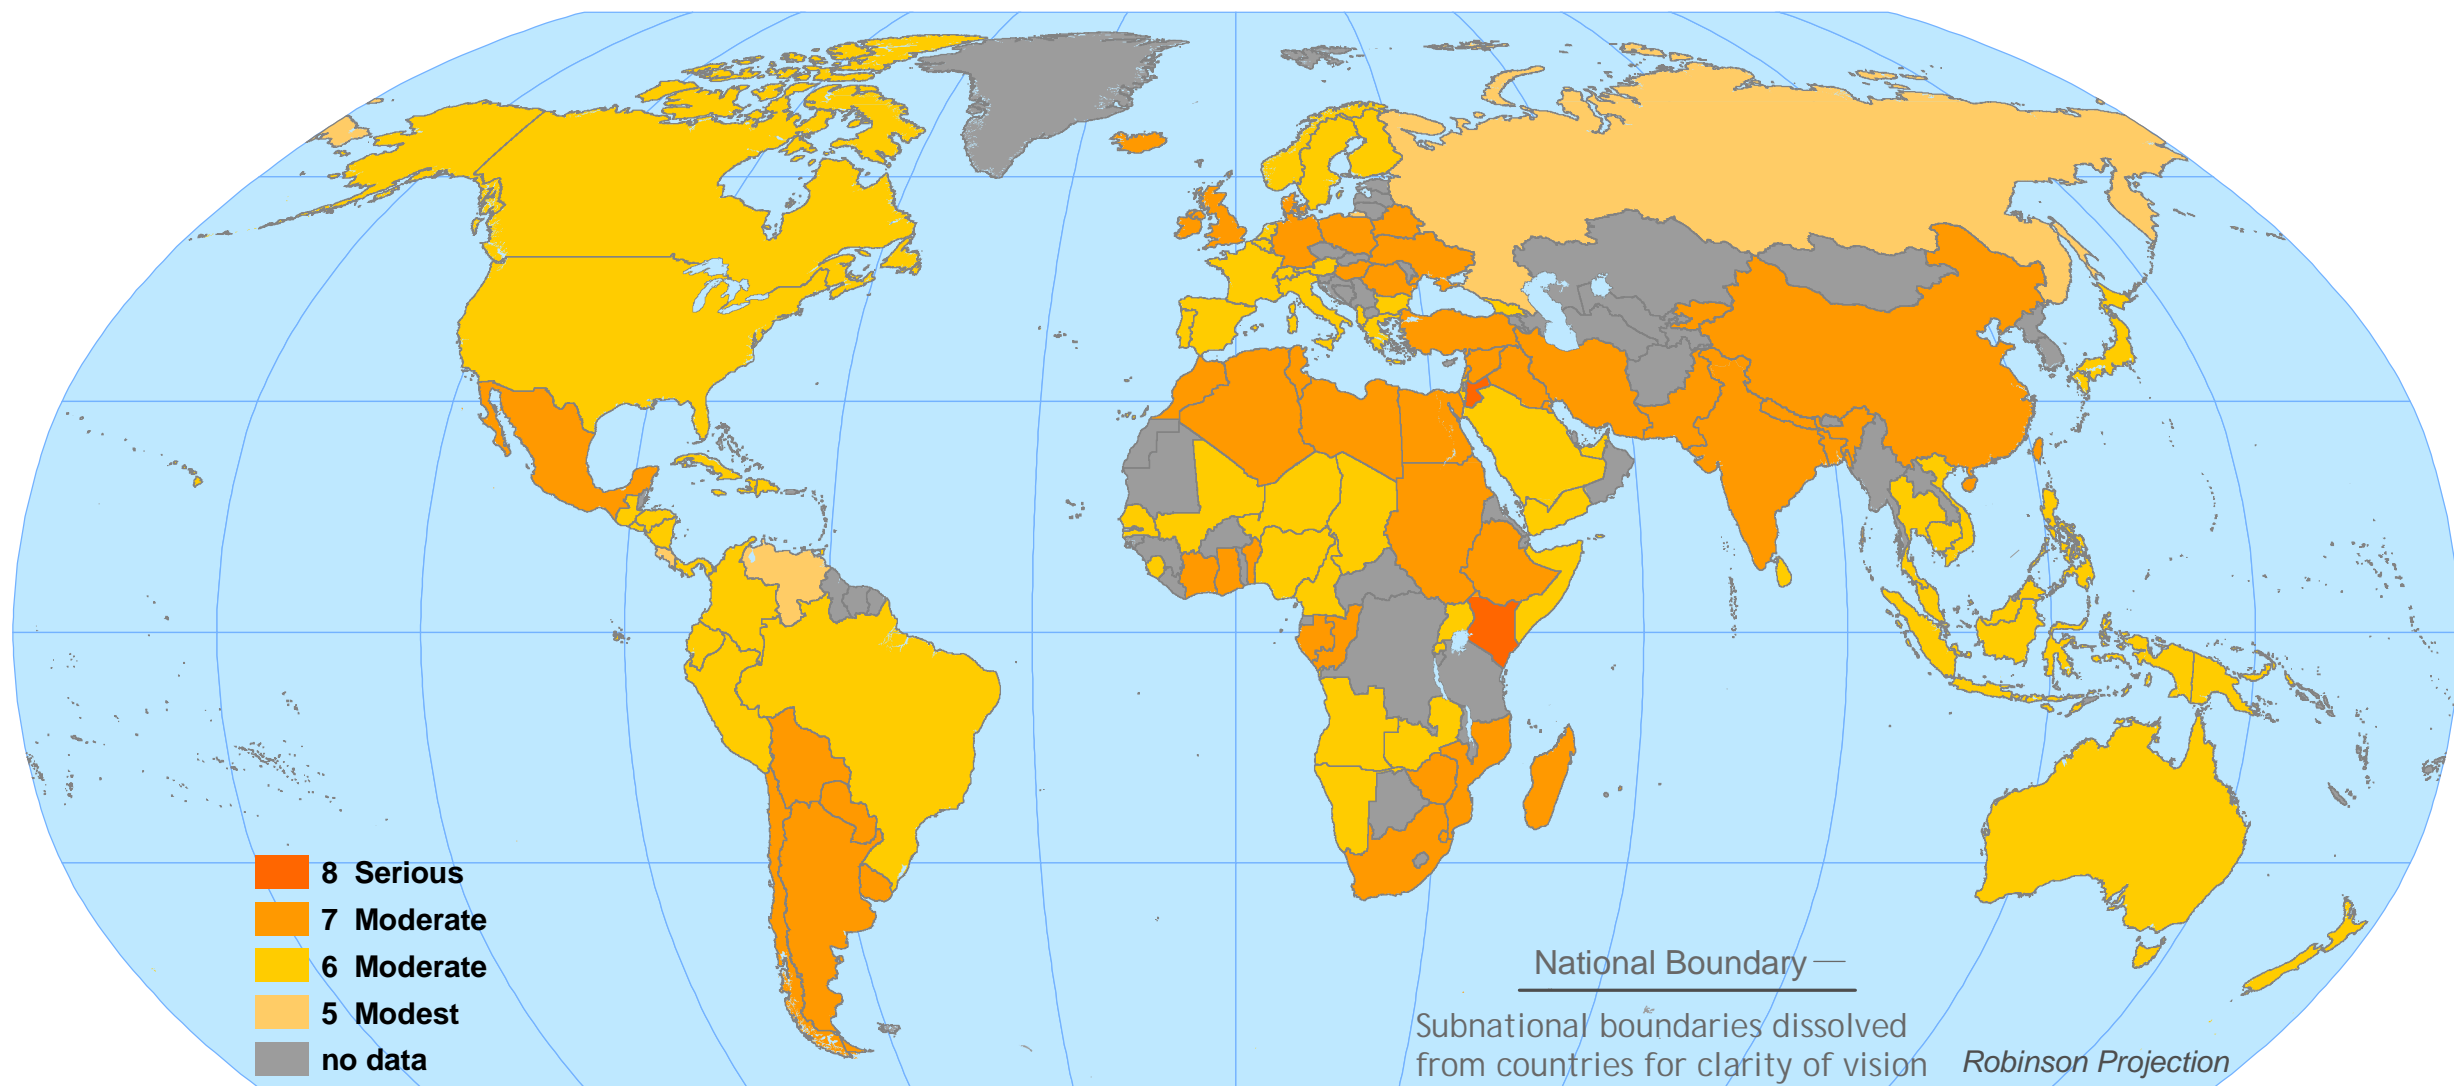 8 Serious
7 Moderate
6 Moderate
5 Modest
no data
National Boundary
Subnational boundaries dissolved
from countries for clarity of vision
Robinson Projection